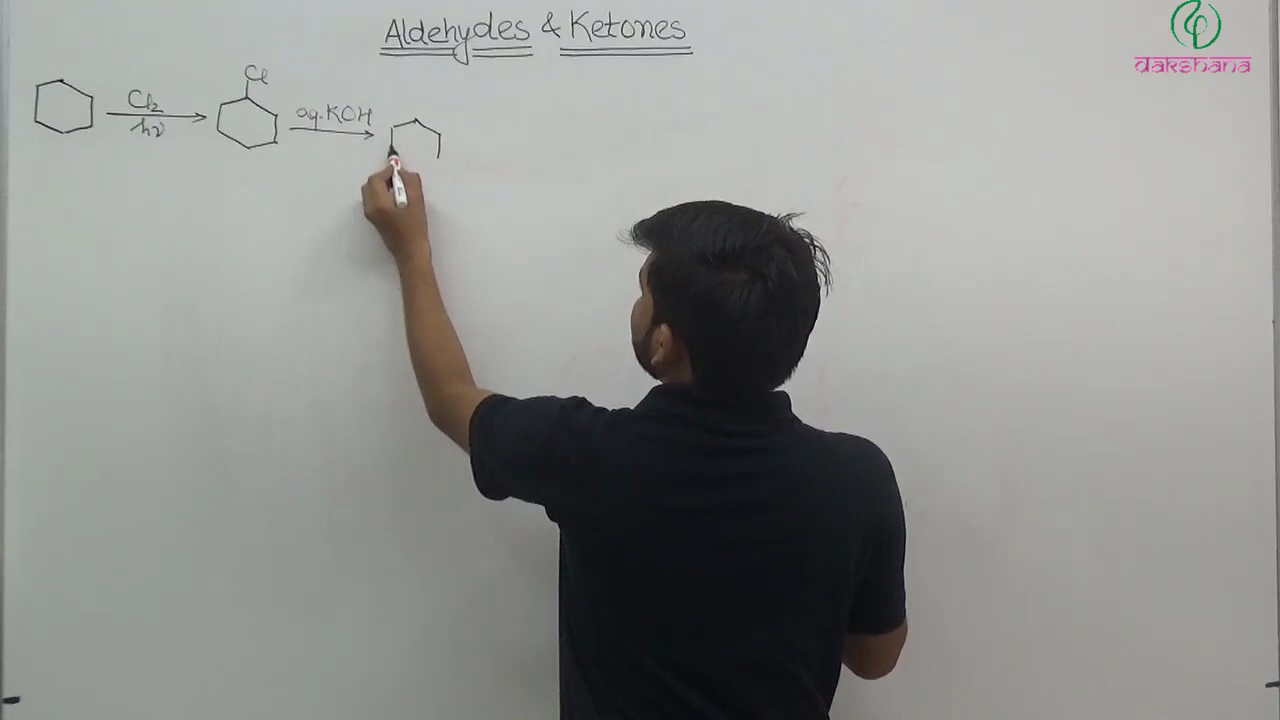 Aldehydes & Ketones
dakshana
Cl
Cl₂
hν
aq. KOH